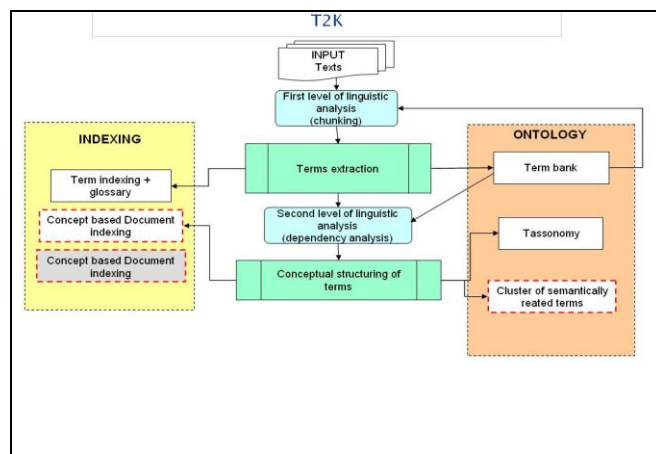 T2K
INPUT
Texts
First level of linguistic
analysis
(chunking)
INDEXING
ONTOLOGY
Terms extraction
Term bank
Term indexing +
glossary
Second level of linguistic
analysis
(dependency analysis)
Concept based Document
indexing
Tassonomy
Concept based Document
indexing
Conceptual structuring of
terms
Cluster of semantically
reated terms